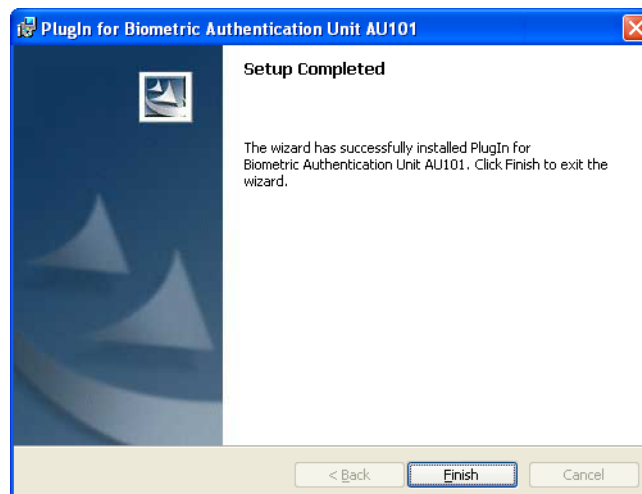 PlugIn for Biometric Authentication Unit AU101
Setup Completed
The wizard has successfully installed PlugIn for
Biometric Authentication Unit AU101. Click Finish to exit the
wizard.
< Back
Finish
Cancel